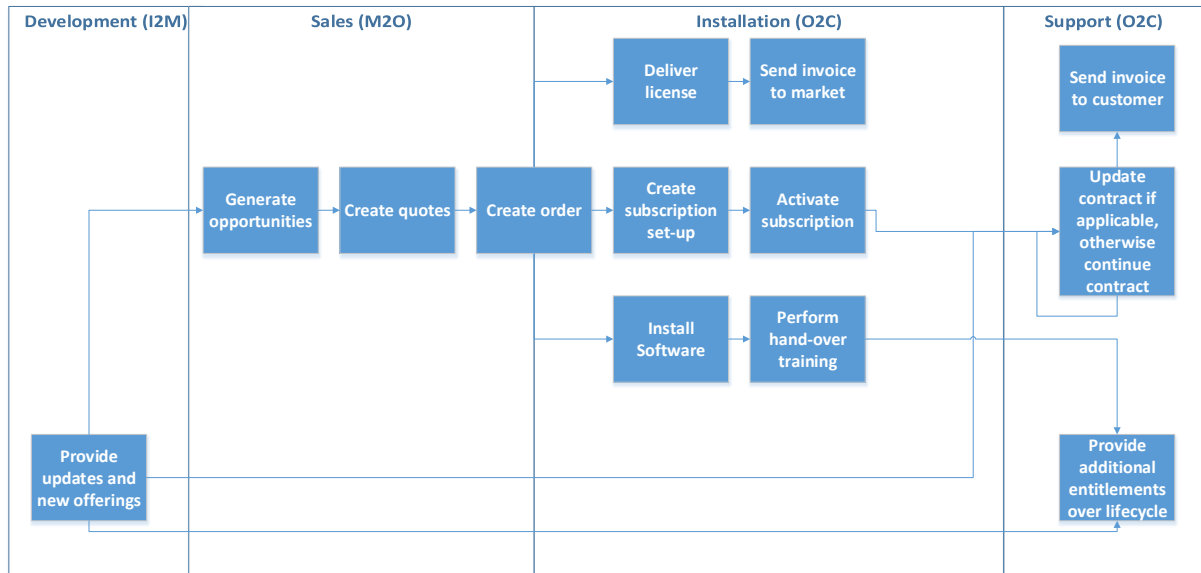 Development (I2M)
Sales (M2O)
Installation (O2C)
Support (O2C)
Deliver
license
Send invoice
to market
Send invoice
to customer
Generate
opportunities
Create quotes
Create order
Create
subscription
set-up
Activate
subscription
Update
contract if
applicable,
otherwise
continue
contract
Install
Software
Perform
hand-over
training
Provide
updates and
new offerings
Provide
additional
entitlements
over lifecycle